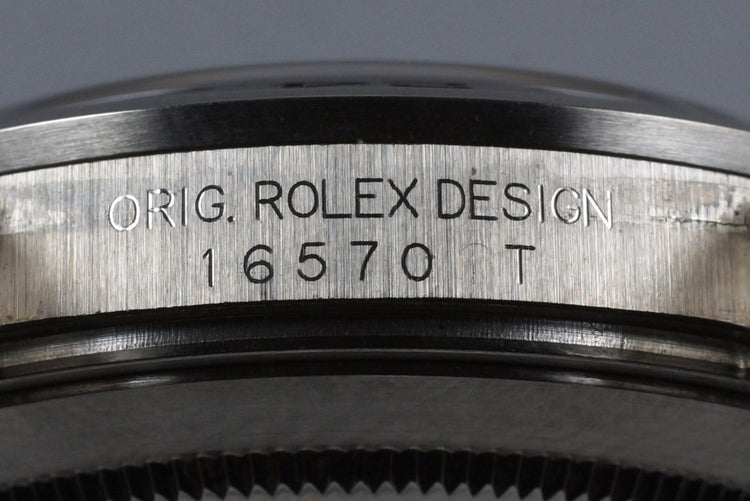 ORIG. ROLEX DESIGN
16570 T